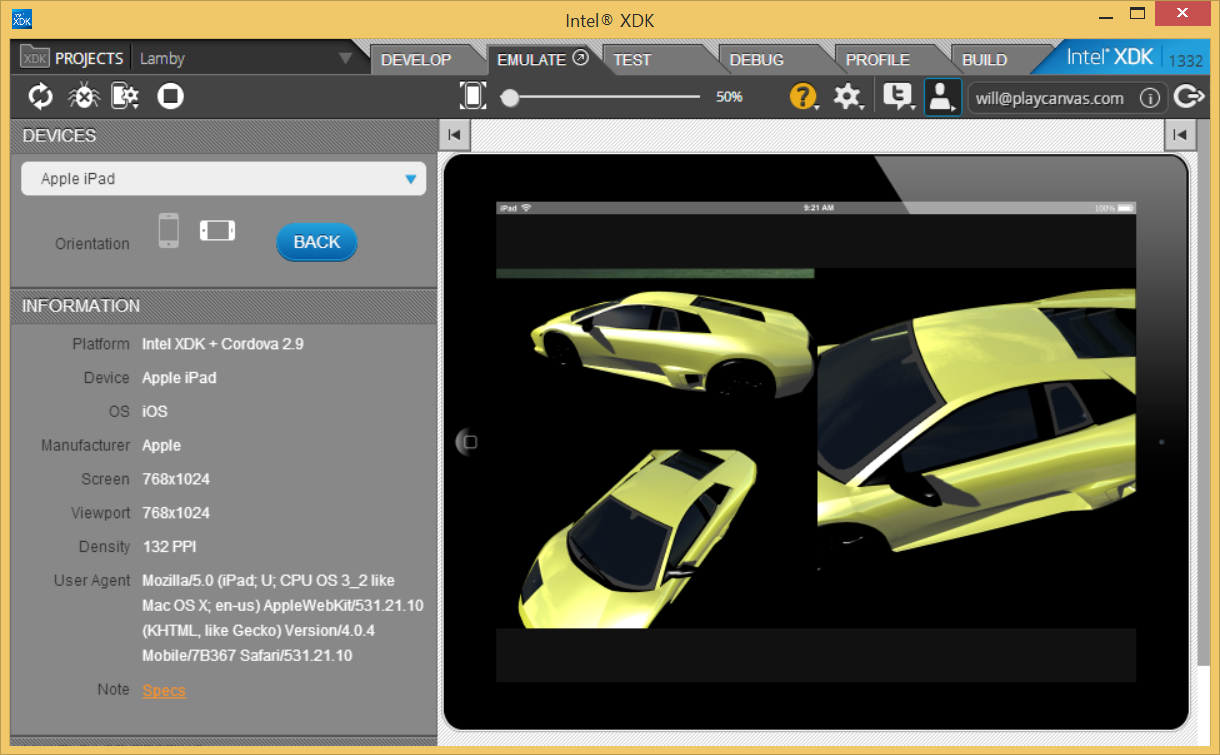 XDK
Intel® XDK
XDK PROJECTS Lamby
DEVELOP
EMULATE
TEST
DEBUG
PROFILE
BUILD
Intel® XDK 1332
50%
?
will@playcanvas.com
DEVICES
Apple iPad
Orientation
BACK
INFORMATION
Platform Intel XDK + Cordova 2.9
Device Apple iPad
OS iOS
Manufacturer Apple
Screen 768x1024
Viewport 768x1024
Density 132 PPI
User Agent Mozilla/5.0 (iPad; U; CPU OS 3_2 like
Mac OS X; en-us) AppleWebKit/531.21.10
(KHTML, like Gecko) Version/4.0.4
Mobile/7B367 Safari/531.21.10
Note Specs
iPad 9:21 AM 100%